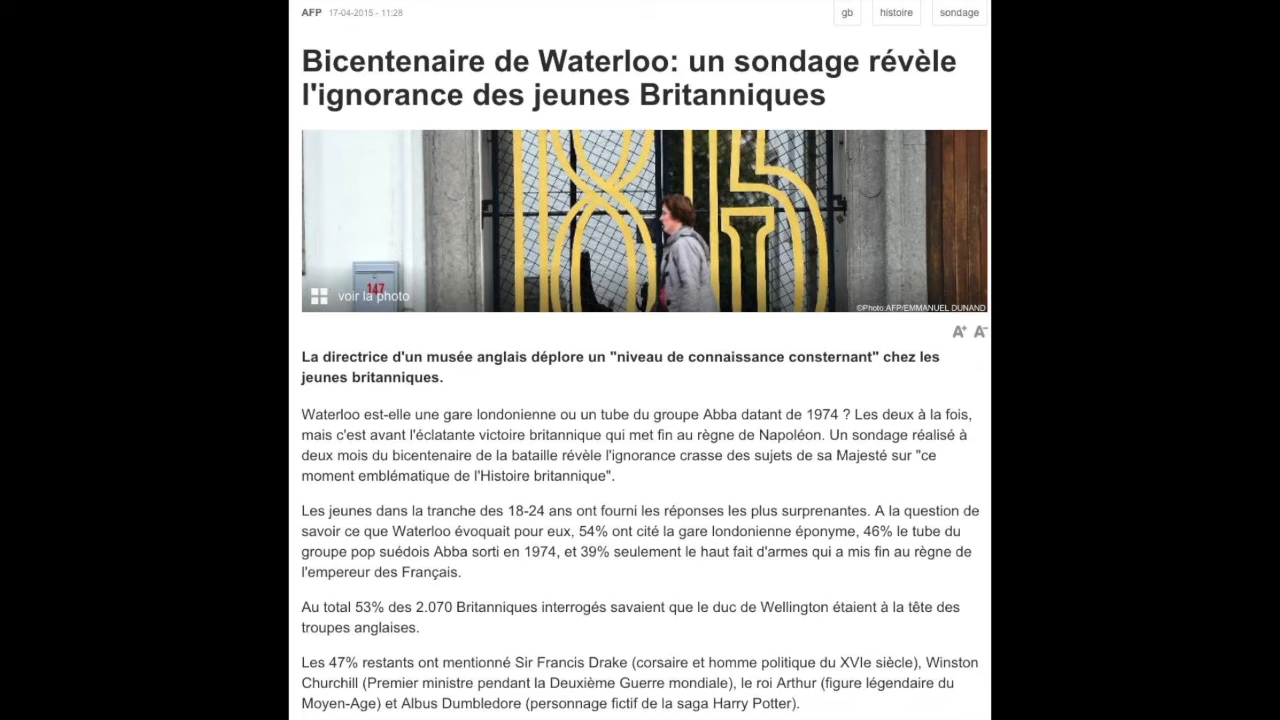 AFP 17-04-2015 - 11:28
gb histoire sondage
Bicentenaire de Waterloo: un sondage révèle
l'ignorance des jeunes Britanniques
1815
147
voir la photo
©Photo:AFP/EMMANUEL DUNAND
A+ A-
La directrice d'un musée anglais déplore un "niveau de connaissance consternant" chez les
jeunes britanniques.
Waterloo est-elle une gare londonienne ou un tube du groupe Abba datant de 1974 ? Les deux à la fois,
mais c'est avant l'éclatante victoire britannique qui met fin au règne de Napoléon. Un sondage réalisé à
deux mois du bicentenaire de la bataille révèle l'ignorance crasse des sujets de sa Majesté sur "ce
moment emblématique de l'Histoire britannique".
Les jeunes dans la tranche des 18-24 ans ont fourni les réponses les plus surprenantes. A la question de
savoir ce que Waterloo évoquait pour eux, 54% ont cité la gare londonienne éponyme, 46% le tube du
groupe pop suédois Abba sorti en 1974, et 39% seulement le haut fait d'armes qui a mis fin au règne de
l'empereur des Français.
Au total 53% des 2.070 Britanniques interrogés savaient que le duc de Wellington étaient à la tête des
troupes anglaises.
Les 47% restants ont mentionné Sir Francis Drake (corsaire et homme politique du XVIe siècle), Winston
Churchill (Premier ministre pendant la Deuxième Guerre mondiale), le roi Arthur (figure légendaire du
Moyen-Age) et Albus Dumbledore (personnage fictif de la saga Harry Potter).